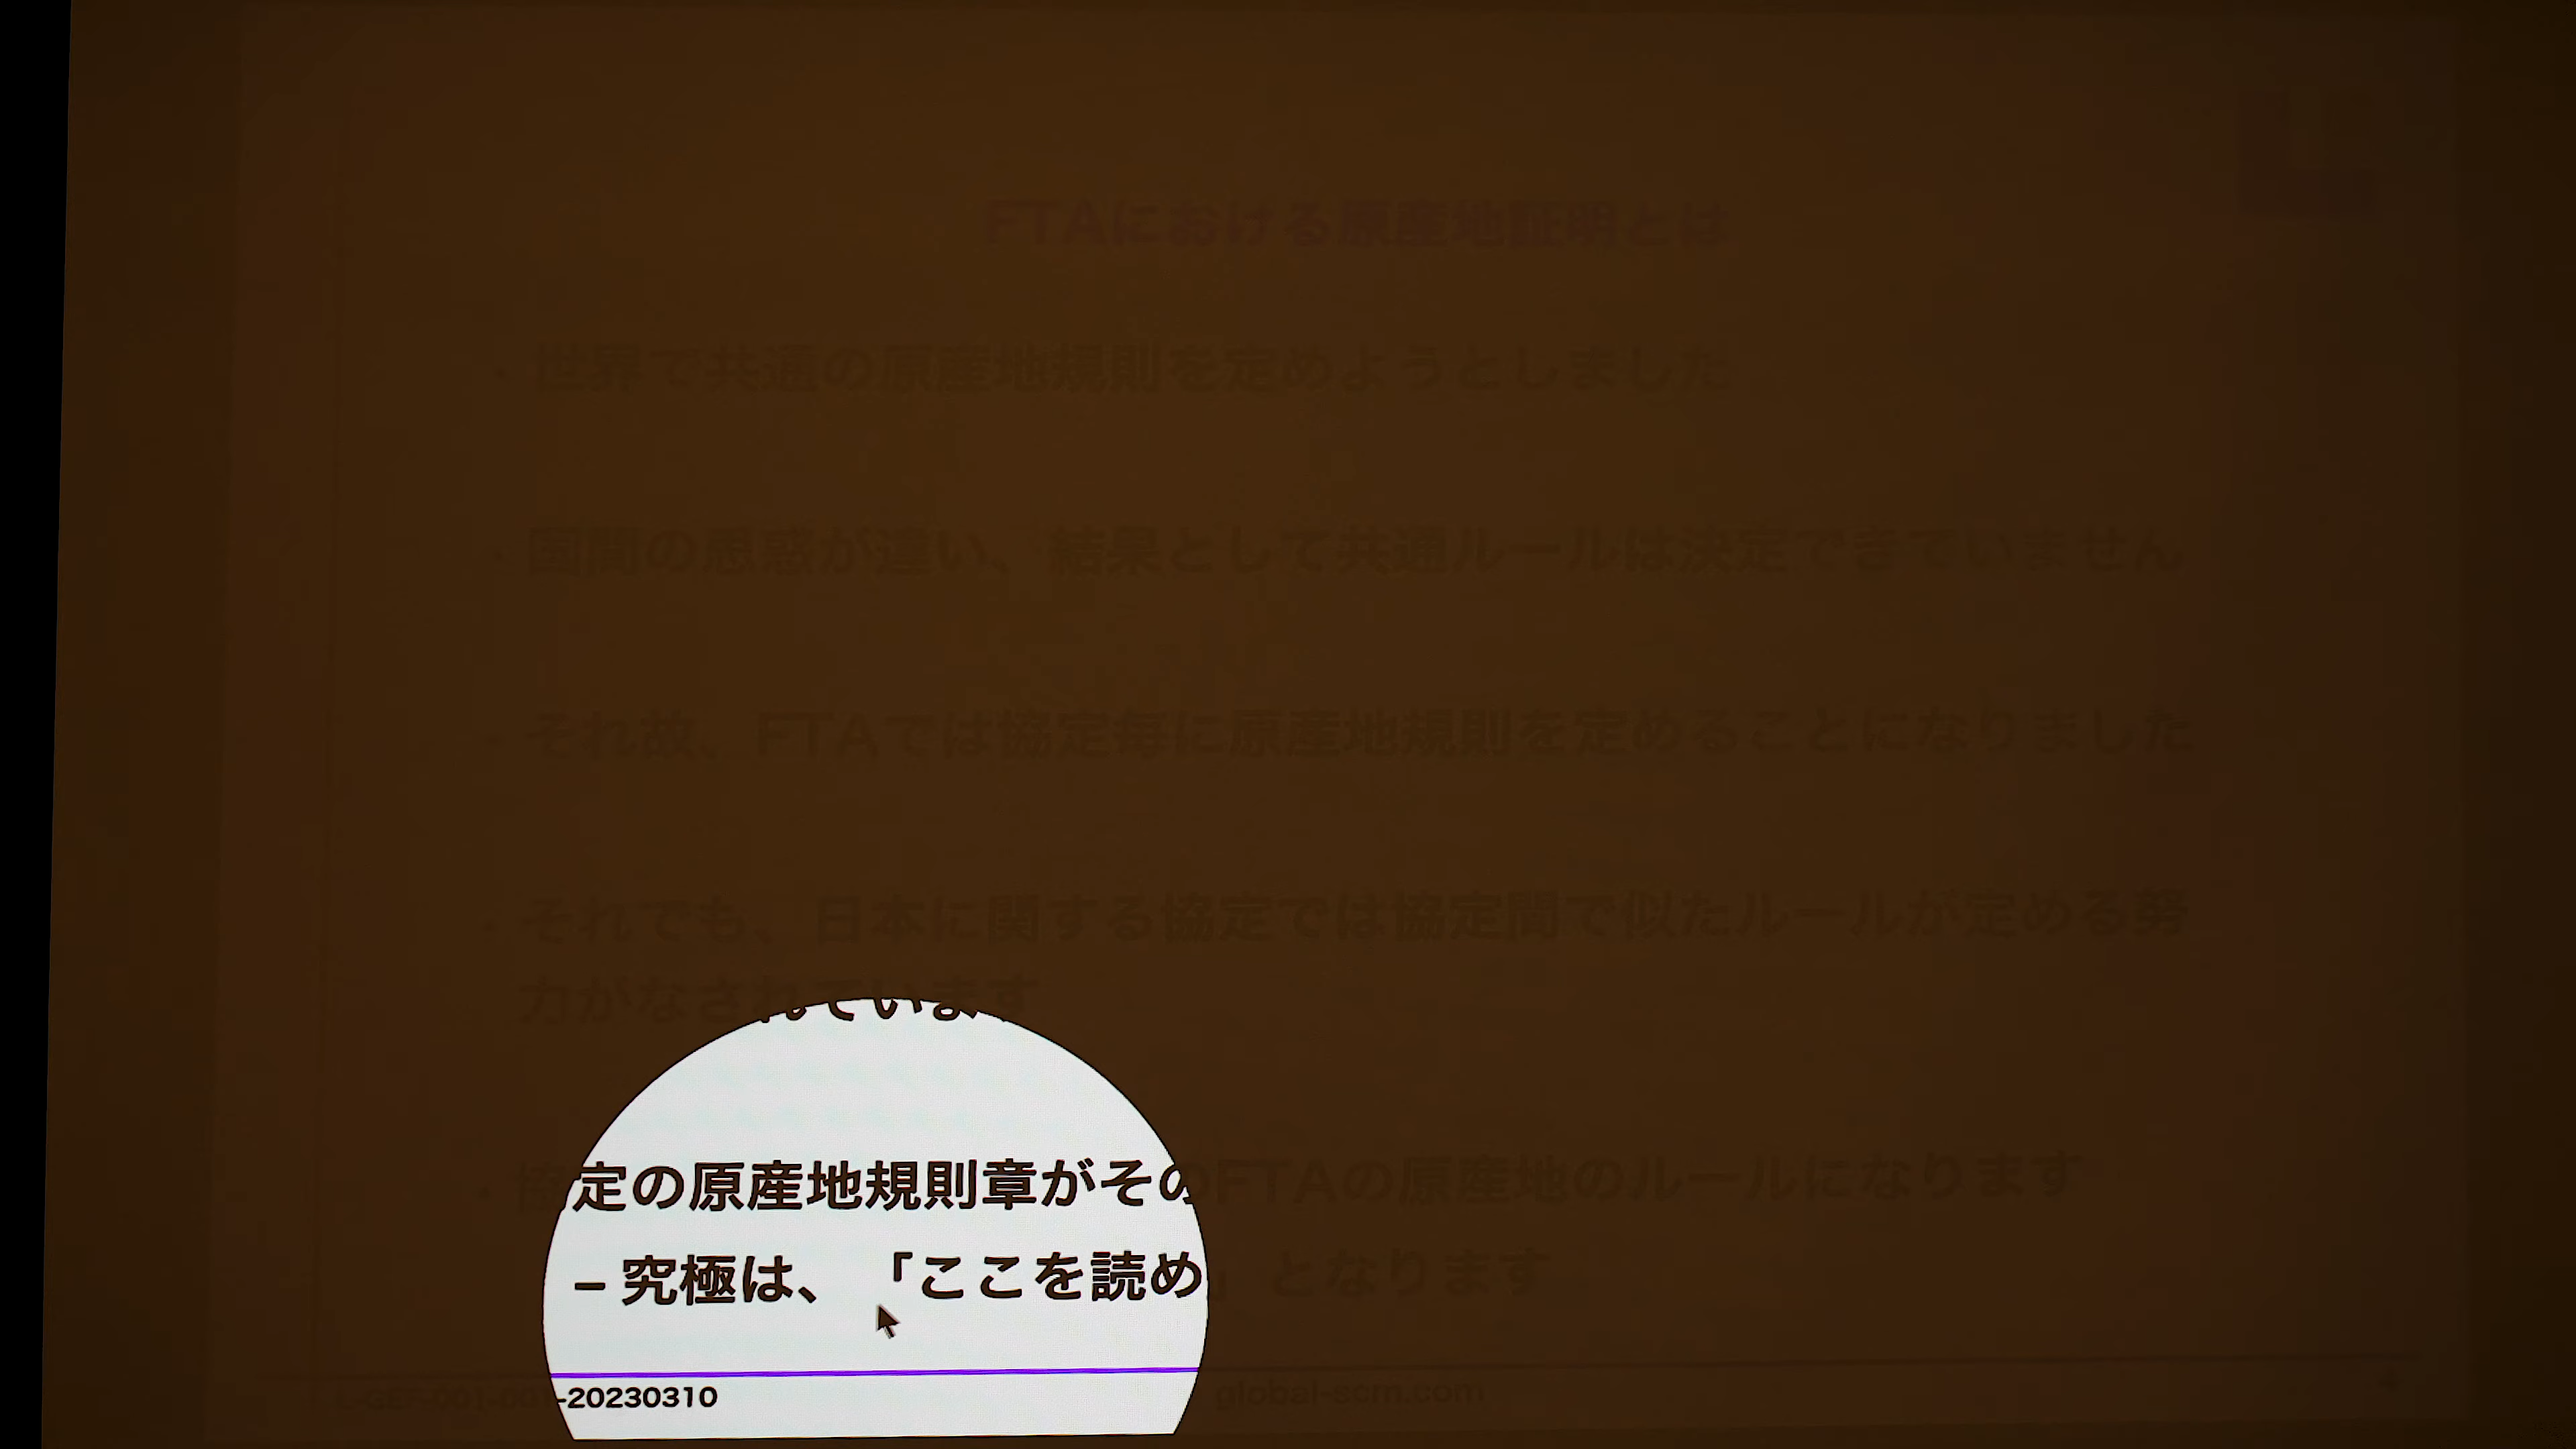 FTAにおける原産地証明とは
・世界で共通の原産地規則を定めようとしました
・国間の思惑が違い、結果として共通ルールは決定できていません
・それ故、FTAでは協定毎に原産地規則を定めることになりました
・それでも、日本に関する協定では協定間で似たルールが定める努
力がなされています
・協定の原産地規則章がそのFTAの原産地のルールになります
– 究極は、「ここを読め」となります
-20230310
global-scm.com